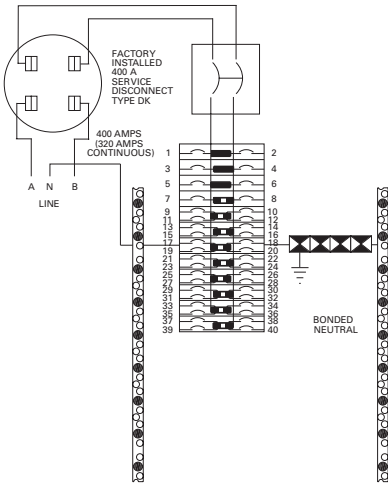 FACTORY
INSTALLED
400 A
SERVICE
DISCONNECT
TYPE DK
400 AMPS
(320 AMPS
CONTINUOUS)
A N B
LINE
1 2
3 4
5 6
7 8
9 10
11 12
13 14
15 16
17 18
19 20
21 22
23 24
25 26
27 28
29 30
31 32
33 34
35 36
37 38
39 40
BONDED
NEUTRAL